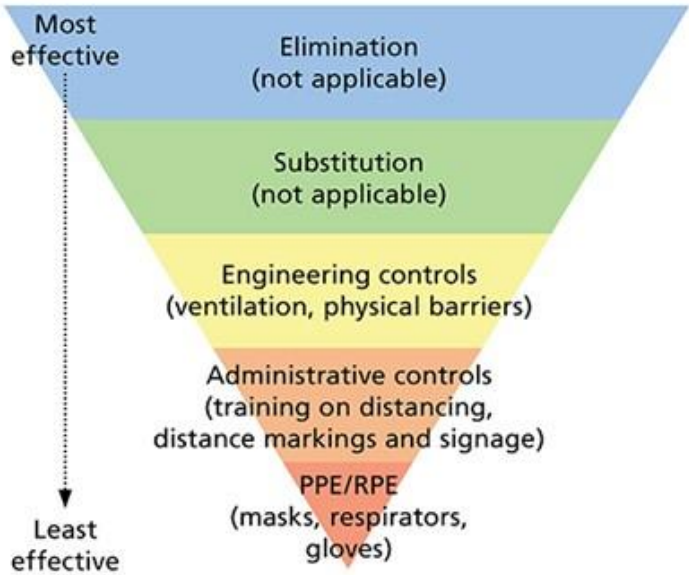 Most
effective
Elimination
(not applicable)
Substitution
(not applicable)
Engineering controls
(ventilation, physical barriers)
Administrative controls
(training on distancing,
distance markings and signage)
PPE/RPE
(masks, respirators,
gloves)
Least
effective